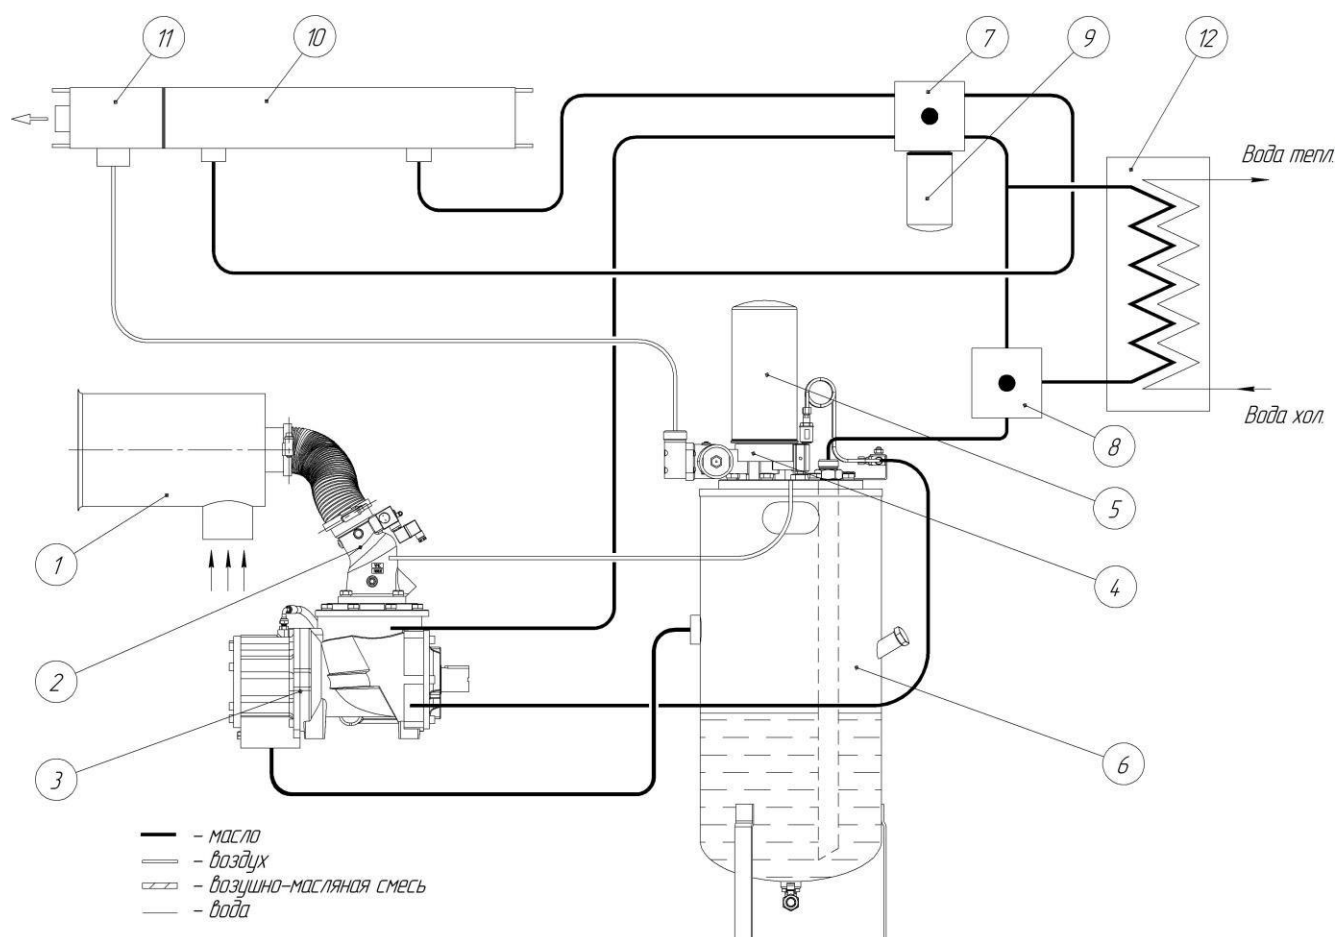 11
10
7
9
12
Вода тепл.
Вода хол.
8
5
4
1
2
6
3
– масло
– воздух
– возушно-масляная смесь
– вода